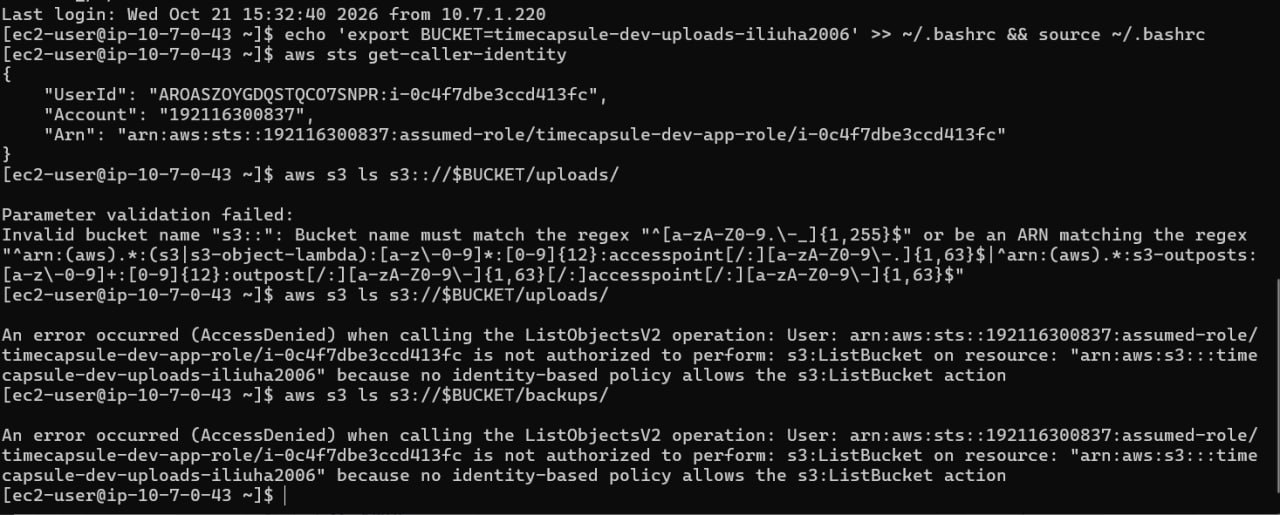 Last login: Wed Oct 21 15:32:40 2026 from 10.7.1.220
[ec2-user@ip-10-7-0-43 ~]$ echo 'export BUCKET=timecapsule-dev-uploads-iliuha2006' >> ~/.bashrc && source ~/.bashrc
[ec2-user@ip-10-7-0-43 ~]$ aws sts get-caller-identity
{
    "UserId": "AROASZOYGDQSTQCO7SNPR:i-0c4f7dbe3ccd413fc",
    "Account": "192116300837",
    "Arn": "arn:aws:sts::192116300837:assumed-role/timecapsule-dev-app-role/i-0c4f7dbe3ccd413fc"
}
[ec2-user@ip-10-7-0-43 ~]$ aws s3 ls s3:://$BUCKET/uploads/

Parameter validation failed:
Invalid bucket name "s3::": Bucket name must match the regex "^[a-zA-Z0-9.\-_]{1,255}$" or be an ARN matching the regex
"^arn:(aws).*:(s3|s3-object-lambda):[a-z\-0-9]*:[0-9]{12}:accesspoint[/:][a-zA-Z0-9\-.]{1,63}$|^arn:(aws).*:s3-outposts:
[a-z\-0-9]+:[0-9]{12}:outpost[/:][a-zA-Z0-9\-]{1,63}[/:]accesspoint[/:][a-zA-Z0-9\-]{1,63}$"
[ec2-user@ip-10-7-0-43 ~]$ aws s3 ls s3://$BUCKET/uploads/

An error occurred (AccessDenied) when calling the ListObjectsV2 operation: User: arn:aws:sts::192116300837:assumed-role/
timecapsule-dev-app-role/i-0c4f7dbe3ccd413fc is not authorized to perform: s3:ListBucket on resource: "arn:aws:s3:::time
capsule-dev-uploads-iliuha2006" because no identity-based policy allows the s3:ListBucket action
[ec2-user@ip-10-7-0-43 ~]$ aws s3 ls s3://$BUCKET/backups/

An error occurred (AccessDenied) when calling the ListObjectsV2 operation: User: arn:aws:sts::192116300837:assumed-role/
timecapsule-dev-app-role/i-0c4f7dbe3ccd413fc is not authorized to perform: s3:ListBucket on resource: "arn:aws:s3:::time
capsule-dev-uploads-iliuha2006" because no identity-based policy allows the s3:ListBucket action
[ec2-user@ip-10-7-0-43 ~]$